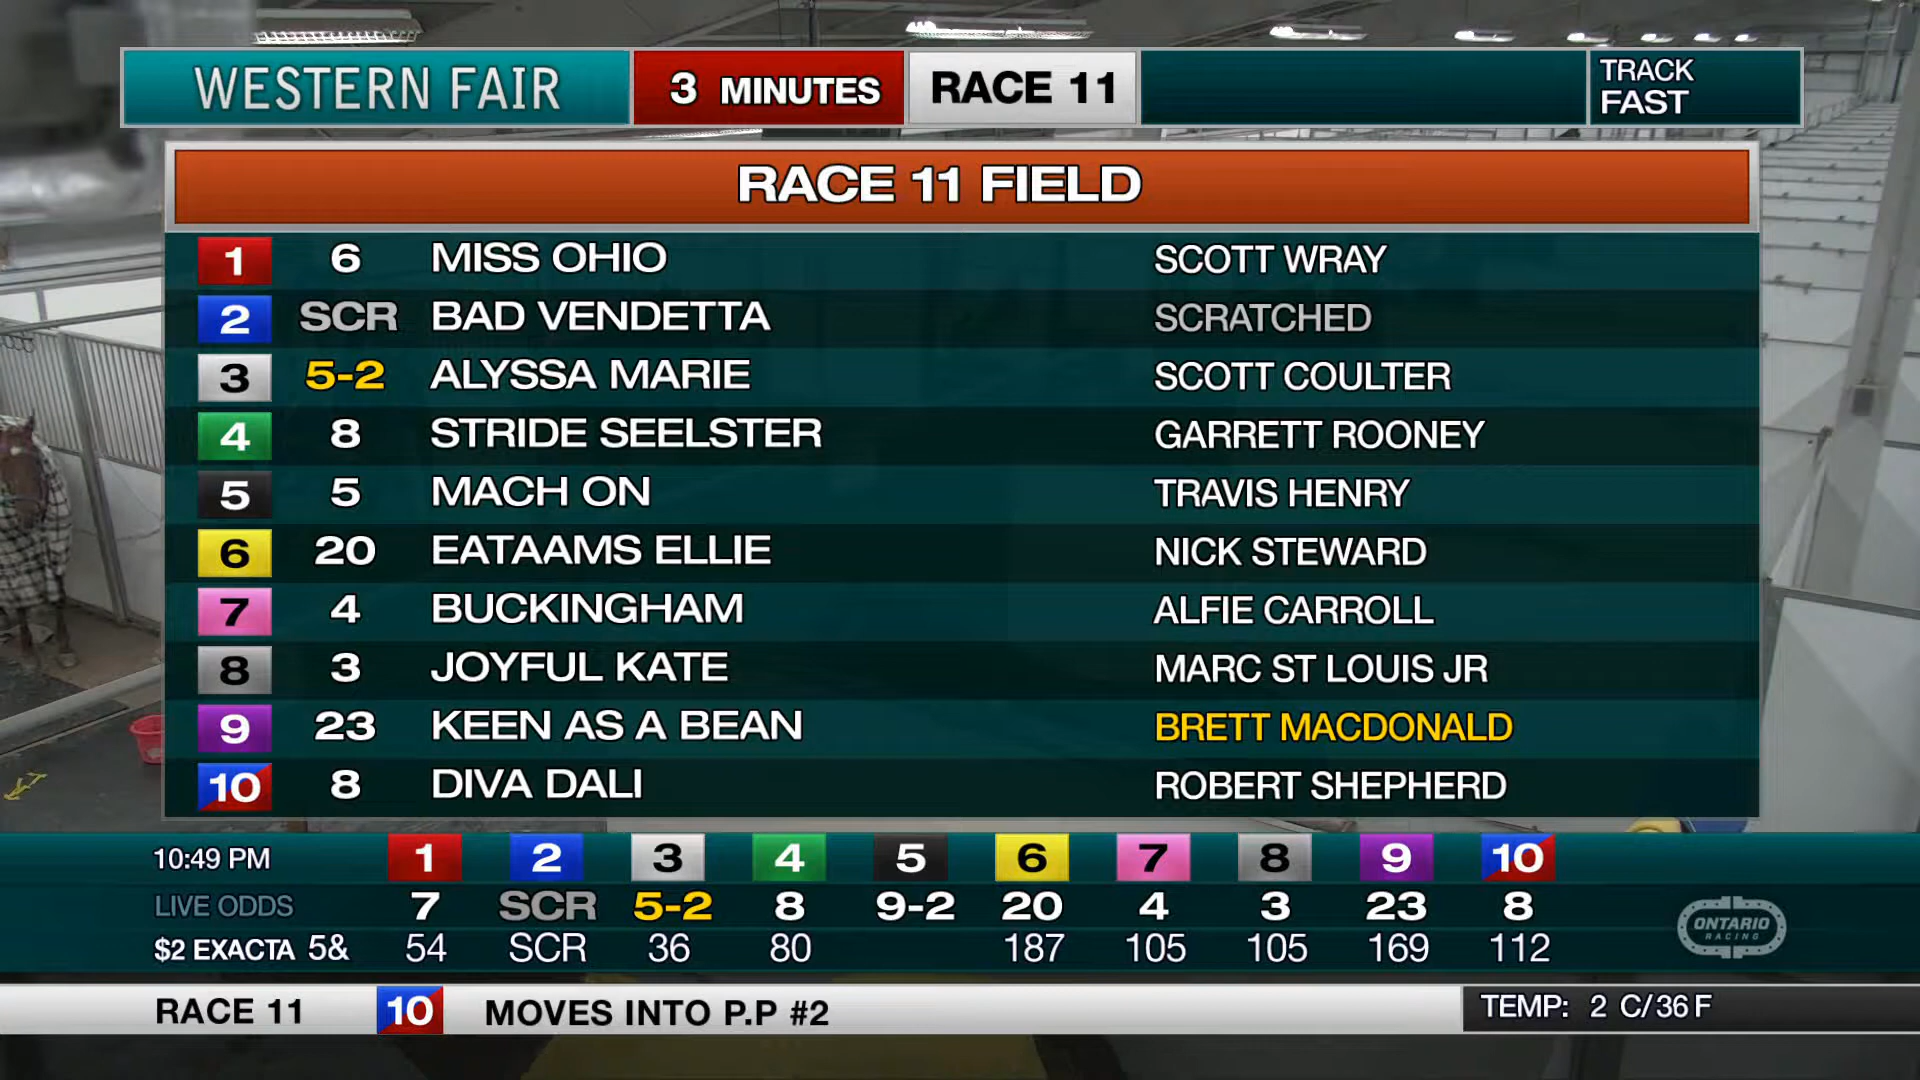 WESTERN FAIR 3 MINUTES RACE 11 TRACK FAST
RACE 11 FIELD
1 6 MISS OHIO SCOTT WRAY
2 SCR BAD VENDETTA SCRATCHED
3 5-2 ALYSSA MARIE SCOTT COULTER
4 8 STRIDE SEELSTER GARRETT ROONEY
5 5 MACH ON TRAVIS HENRY
6 20 EATAAMS ELLIE NICK STEWARD
7 4 BUCKINGHAM ALFIE CARROLL
8 3 JOYFUL KATE MARC ST LOUIS JR
9 23 KEEN AS A BEAN BRETT MACDONALD
10 8 DIVA DALI ROBERT SHEPHERD
10:49 PM 1 2 3 4 5 6 7 8 9 10
LIVE ODDS 7 SCR 5-2 8 9-2 20 4 3 23 8
$2 EXACTA 5& 54 SCR 36 80 187 105 105 169 112
ONTARIO
RACING
RACE 11 10 MOVES INTO P.P #2 TEMP: 2 C/36 F